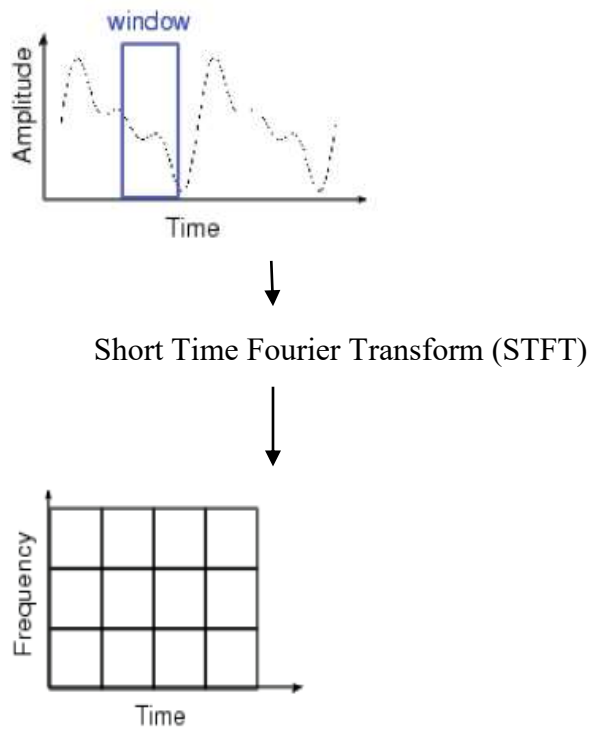 window
Amplitude
Time
Short Time Fourier Transform (STFT)
Frequency
Time